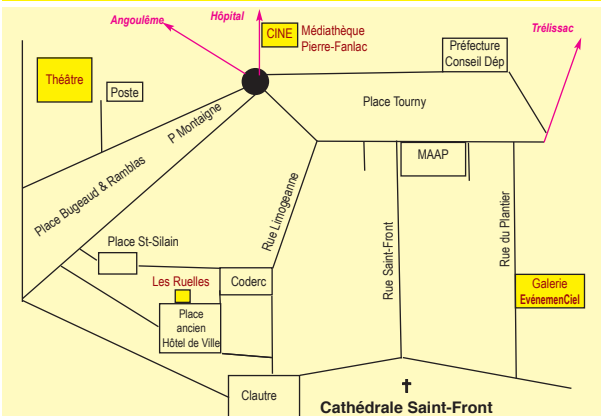 Angoulême
Hôpital
CINE
Médiathèque
Pierre-Fanlac
Préfecture
Conseil Dép
Trélissac
Théâtre
Poste
P Montaigne
Place Tourny
MAAP
Place Bugeaud & Ramblas
Rue Limogeanne
Rue Saint-Front
Rue du Plantier
Place St-Silain
Les Ruelles
Coderc
Galerie
EvénemenCiel
Place
ancien
Hôtel de Ville
Clautre
Cathédrale Saint-Front